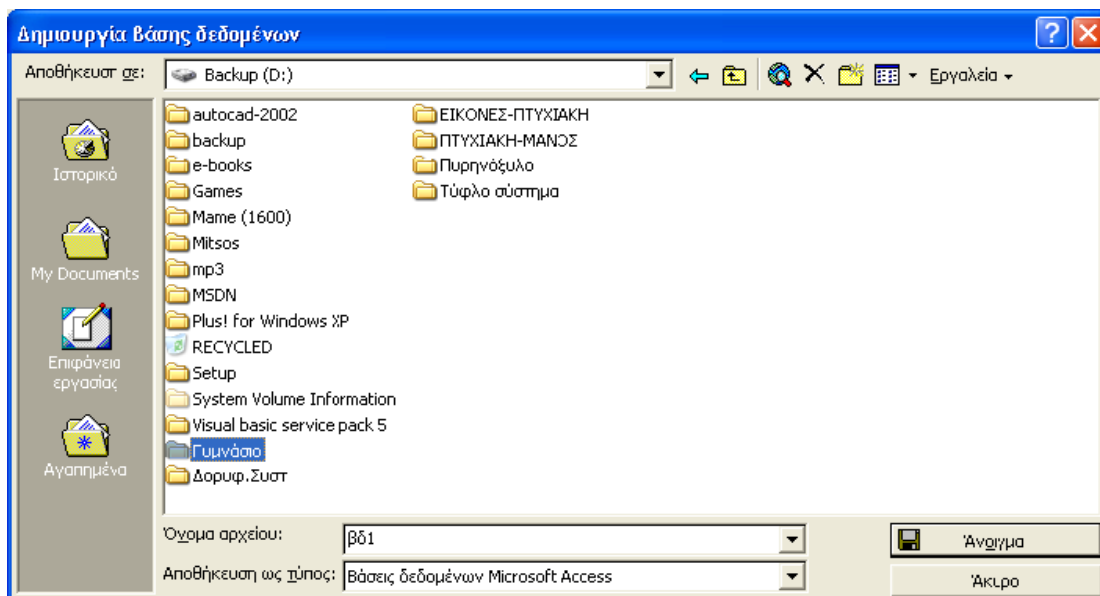 Δημιουργία βάσης δεδομένων
Αποθήκευση σε: Backup (D:) Εργαλεία
Ιστορικό
My Documents
Επιφάνεια
εργασίας
Αγαπημένα
autocad-2002
backup
e-books
Games
Mame (1600)
Mitsos
mp3
MSDN
Plus! for Windows XP
RECYCLED
Setup
System Volume Information
Visual basic service pack 5
Γυμνάσιο
Δορυφ.Συστ
ΕΙΚΟΝΕΣ-ΠΤΥΧΙΑΚΗ
ΠΤΥΧΙΑΚΗ-ΜΑΝΟΣ
Πυρηνόξυλο
Τύφλο σύστημα
Όνομα αρχείου: βδ1 Άνοιγμα
Αποθήκευση ως τύπος: Βάσεις δεδομένων Microsoft Access Άκυρο